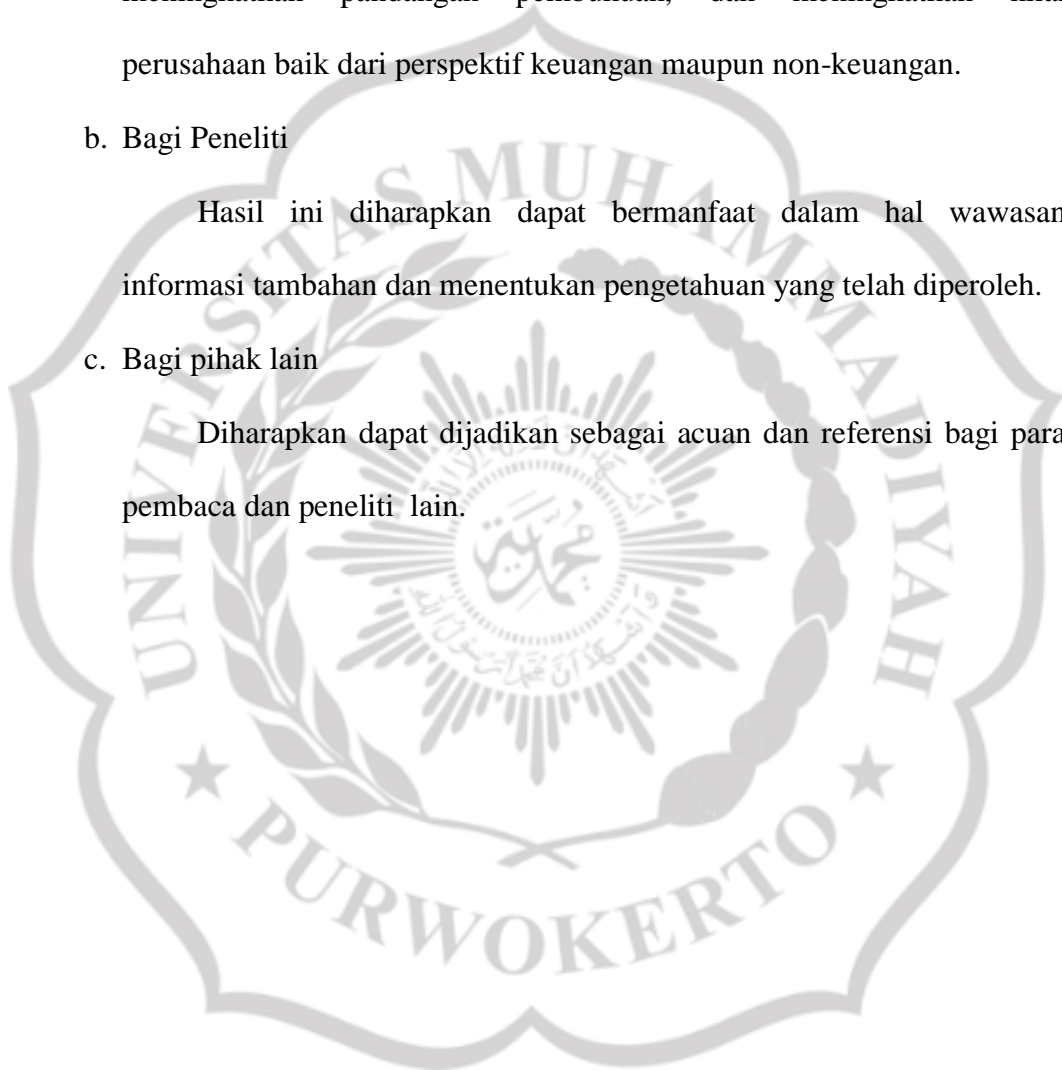 perusahaan baik dari perspektif keuangan maupun non-keuangan.
b. Bagi Peneliti
Hasil ini diharapkan dapat bermanfaat dalam hal wawasan
informasi tambahan dan menentukan pengetahuan yang telah diperoleh.
c. Bagi pihak lain
Diharapkan dapat dijadikan sebagai acuan dan referensi bagi para
pembaca dan peneliti lain.
UNIVERSITAS MUHAMMADIYAH
PURWOKERTO